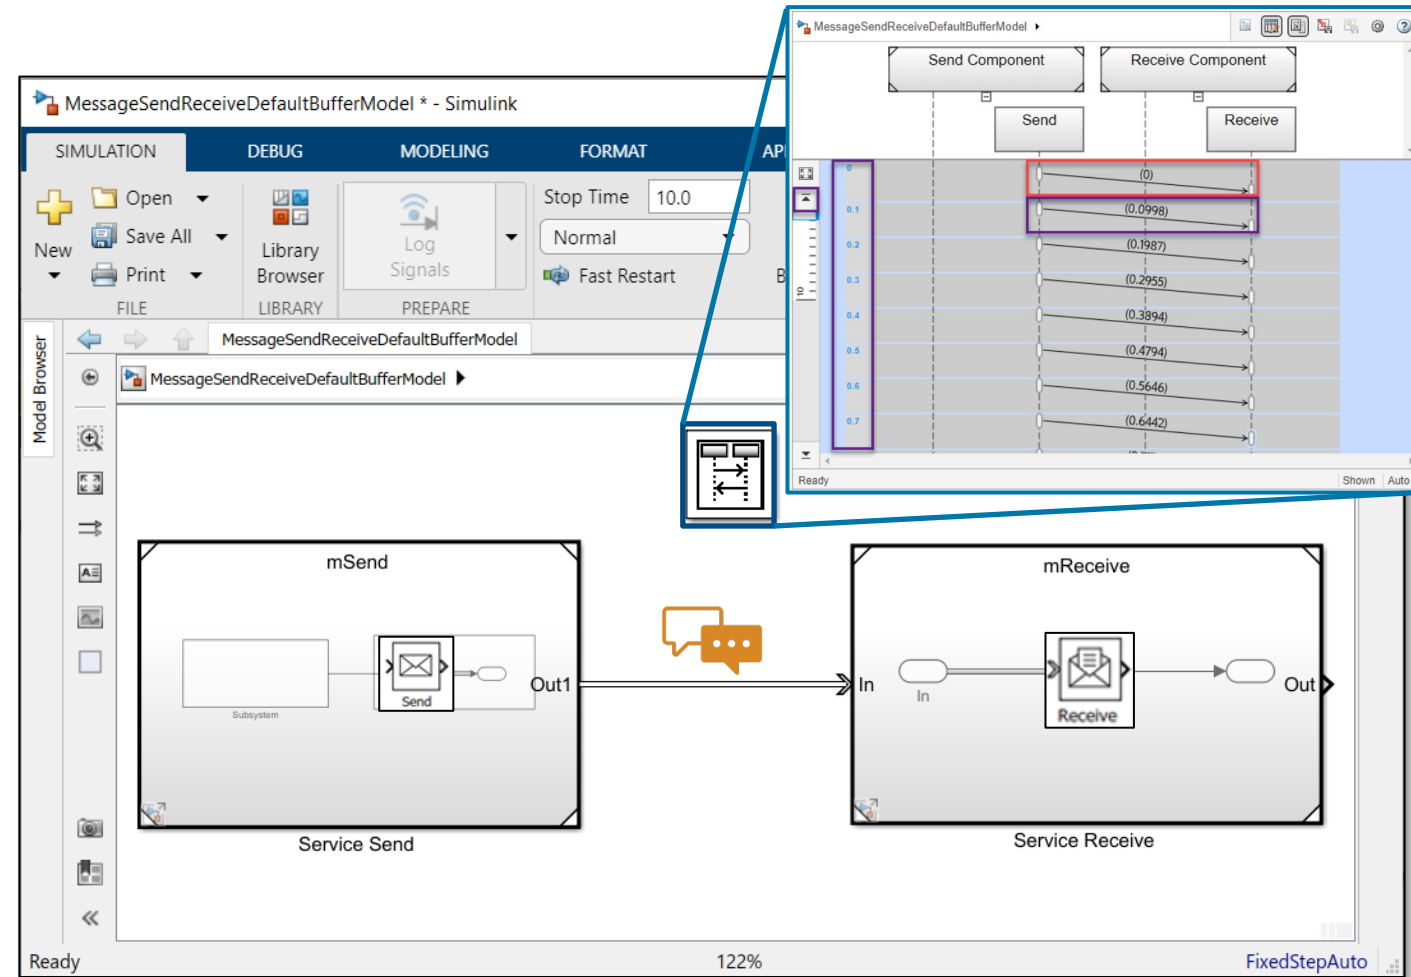 MessageSendReceiveDefaultBufferModel
Send Component
Receive Component
Send
Receive
0
(0)
0.1
(0.0998)
0.2
(0.1987)
0.3
(0.2955)
0.4
(0.3894)
0.5
(0.4794)
0.6
(0.5646)
0.7
(0.6442)
10
Ready
Shown
Auto
MessageSendReceiveDefaultBufferModel * - Simulink
SIMULATION
DEBUG
MODELING
FORMAT
AP
New
Open
Save All
Print
FILE
Library
Browser
LIBRARY
Log
Signals
PREPARE
Stop Time
10.0
Normal
Fast Restart
B
Model Browser
MessageSendReceiveDefaultBufferModel
MessageSendReceiveDefaultBufferModel
mSend
Subsystem
Send
Out1
Service Send
mReceive
In
In
Receive
Out
Service Receive
Ready
122%
FixedStepAuto